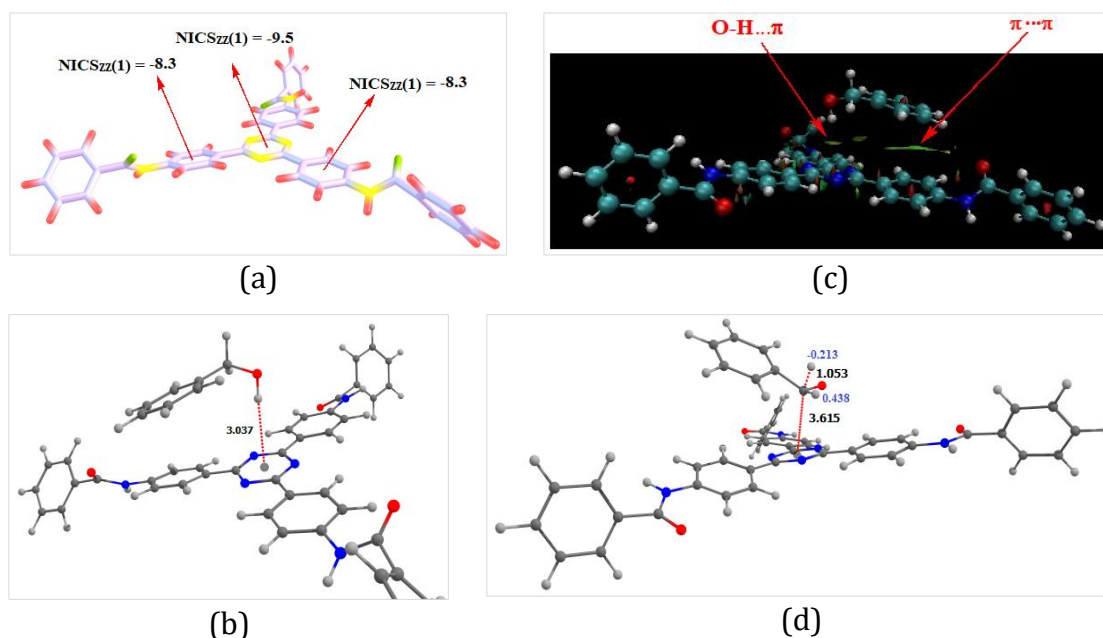 NICSZZ(1) = -9.5
NICSZZ(1) = -8.3
NICSZZ(1) = -8.3
(a)
O-H...π
π...π
(c)
3.037
(b)
-0.213
1.053
0.438
3.615
(d)